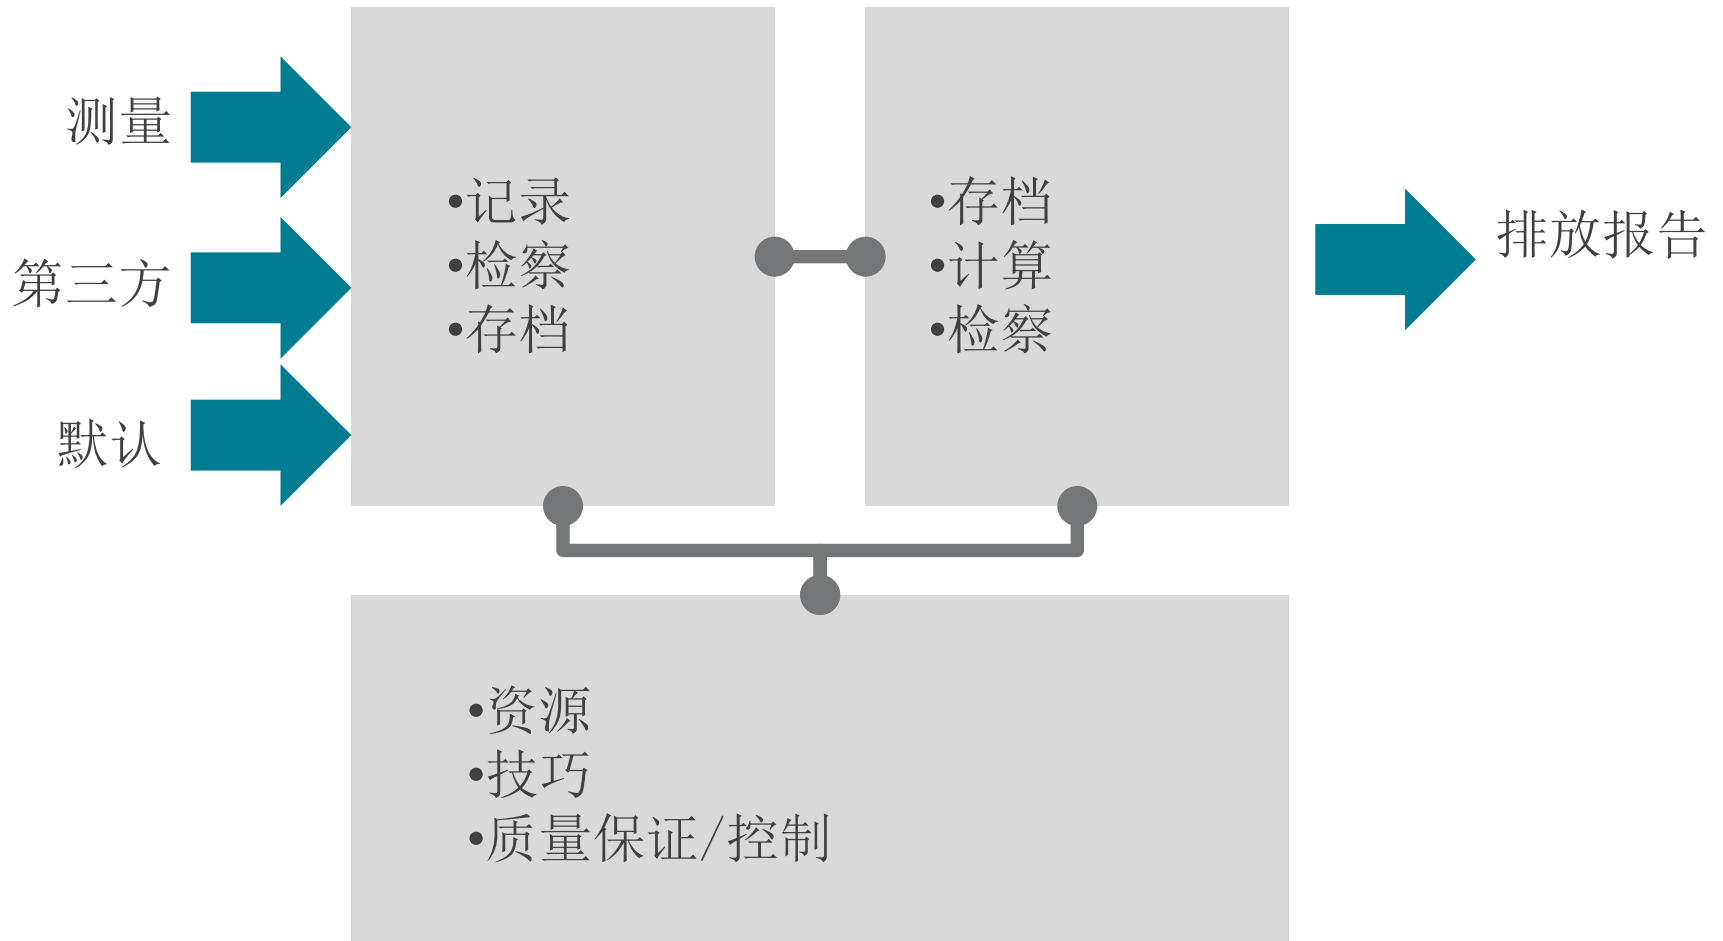 测量
第三方
默认
•记录
•检察
•存档
•存档
•计算
•检察
排放报告
•资源
•技巧
•质量保证/控制